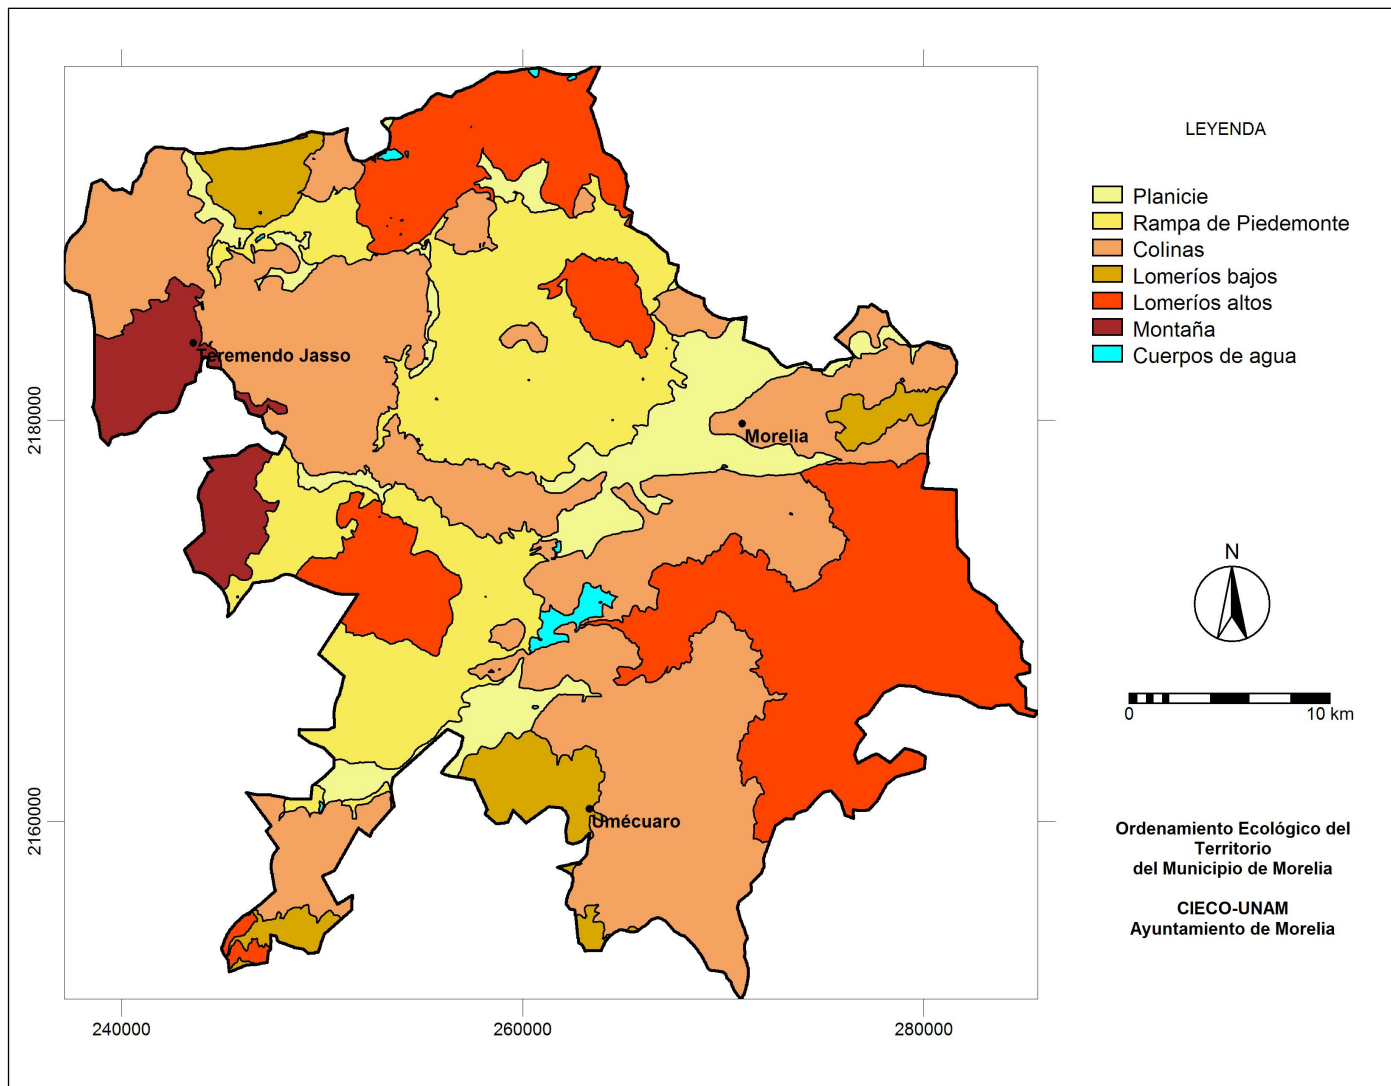 LEYENDA
Planicie
Rampa de Piedemonte
Colinas
Lomeríos bajos
Lomeríos altos
Montaña
Cuerpos de agua
Teremendo Jasso
2180000
Morelia
N
0 10 km
Umécuaro
2160000
Ordenamiento Ecológico del
Territorio
del Municipio de Morelia
CIECO-UNAM
Ayuntamiento de Morelia
240000 260000 280000